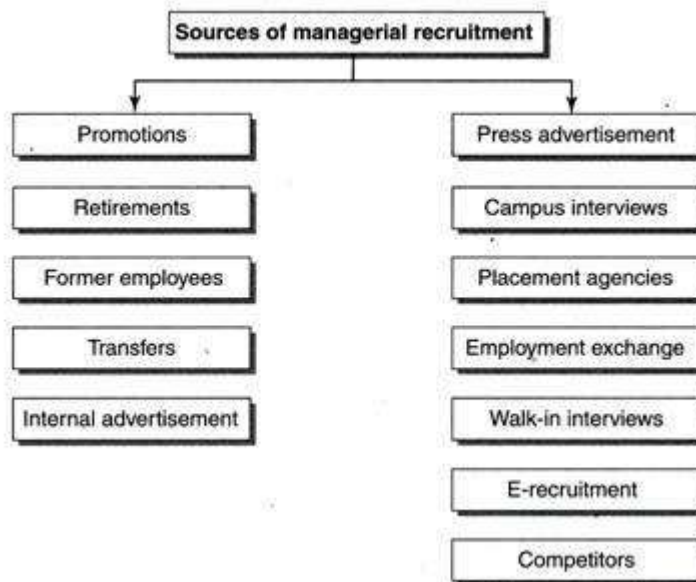 Sources of managerial recruitment
Promotions
Retirements
Former employees
Transfers
Internal advertisement
Press advertisement
Campus interviews
Placement agencies
Employment exchange
Walk-in interviews
E-recruitment
Competitors